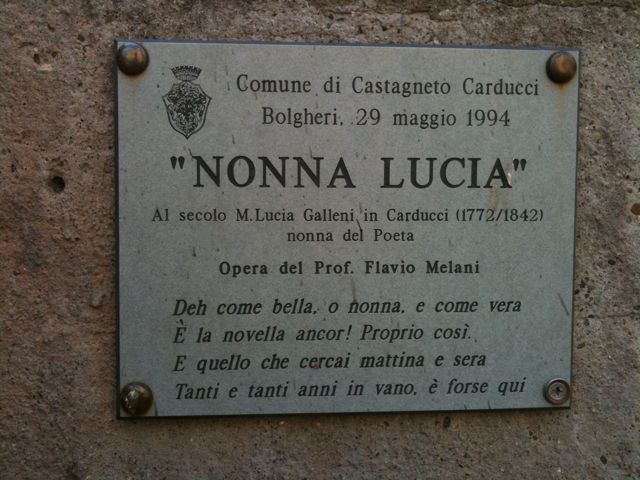 Comune di Castagneto Carducci
Bolgheri, 29 maggio 1994
"NONNA LUCIA"
Al secolo M.Lucia Galleni in Carducci (1772/1842)
nonna del Poeta
Opera del Prof. Flavio Melani
Deh come bella, o nonna, e come vera
È la novella ancor! Proprio così.
E quello che cercai mattina e sera
Tanti e tanti anni in vano, è forse qui